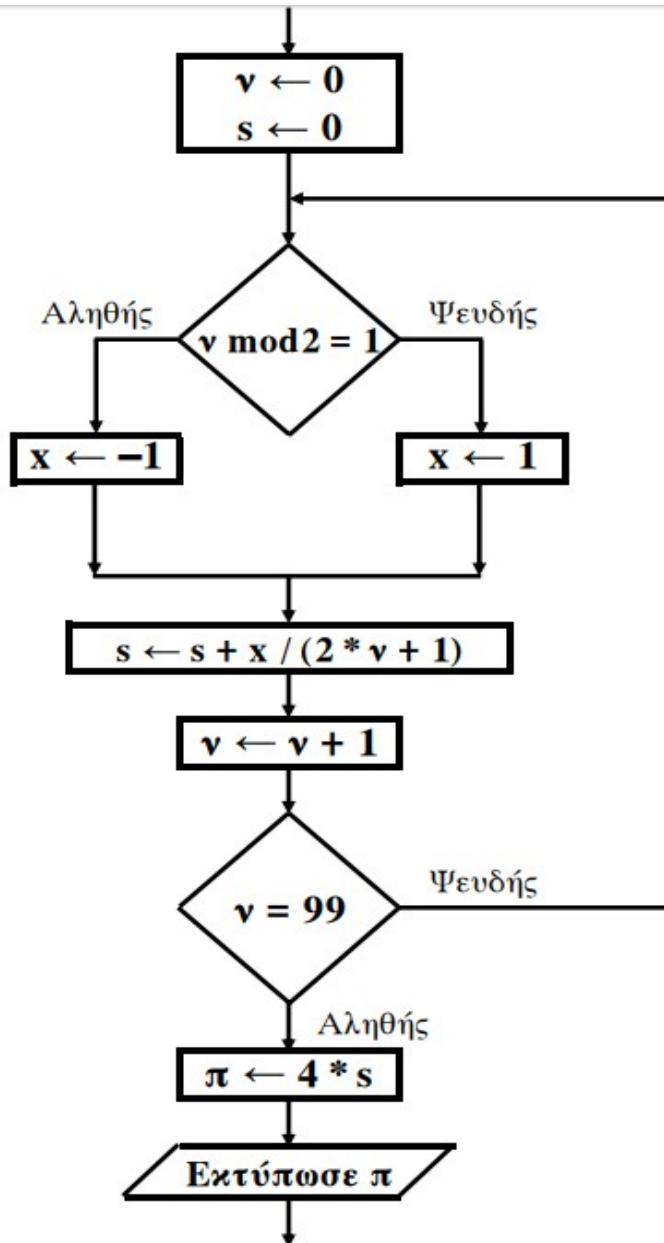 ν ← 0
s ← 0
Αληθής
Ψευδής
ν mod2 = 1
x ← −1
x ← 1
s ← s + x / (2 * ν + 1)
ν ← ν + 1
Ψευδής
ν = 99
Αληθής
π ← 4 * s
Εκτύπωσε π